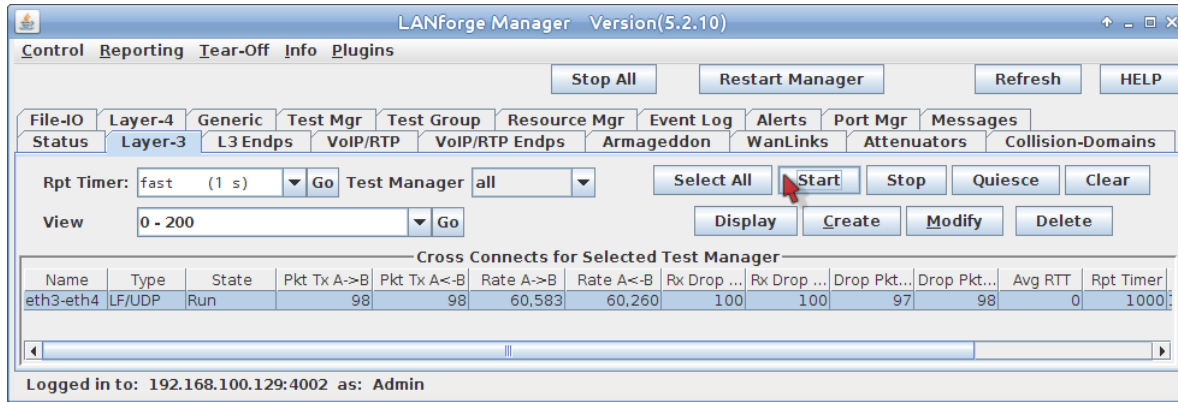 LANforge Manager Version(5.2.10)
Control Reporting Tear-Off Info Plugins
Stop All Restart Manager Refresh HELP
File-IO Layer-4 Generic Test Mgr Test Group Resource Mgr Event Log Alerts Port Mgr Messages
Status Layer-3 L3 Endps VoIP/RTP VoIP/RTP Endps Armageddon WanLinks Attenuators Collision-Domains
Rpt Timer: fast (1 s) Go Test Manager all Select All Start Stop Quiesce Clear
View 0 - 200 Go Display Create Modify Delete
Cross Connects for Selected Test Manager
Name Type State Pkt Tx A->B Pkt Tx A<-B Rate A->B Rate A<-B Rx Drop ... Rx Drop ... Drop Pkt... Drop Pkt... Avg RTT Rpt Timer
eth3-eth4 LF/UDP Run 98 98 60,583 60,260 100 100 97 98 0 1000
Logged in to: 192.168.100.129:4002 as: Admin